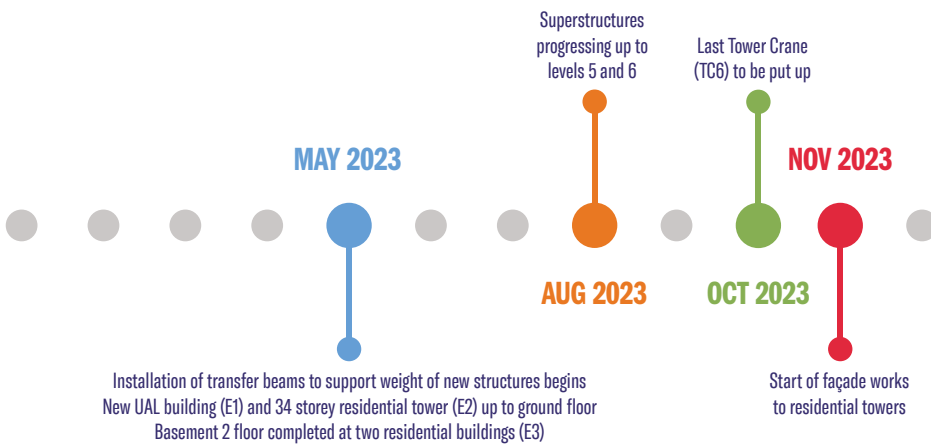 Superstructures
progressing up to
levels 5 and 6
Last Tower Crane
(TC6) to be put up
MAY 2023
NOV 2023
AUG 2023
OCT 2023
Installation of transfer beams to support weight of new structures begins
New UAL building (E1) and 34 storey residential tower (E2) up to ground floor
Basement 2 floor completed at two residential buildings (E3)
Start of façade works
to residential towers